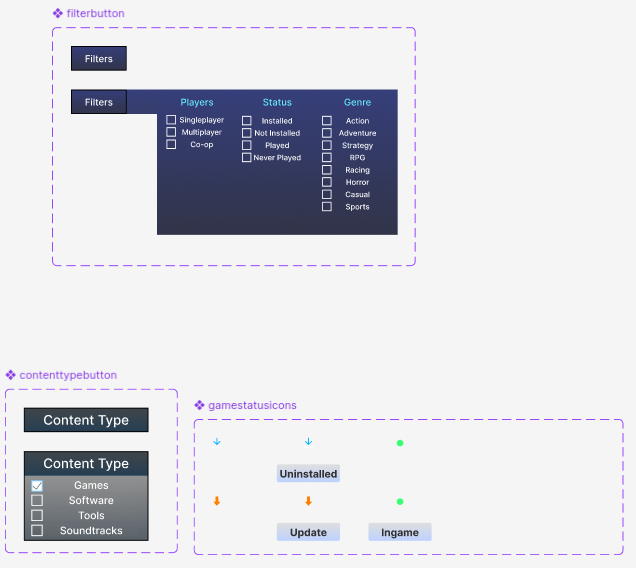 filterbutton
Filters
Filters
Players
Status
Genre
Singleplayer
Multiplayer
Co-op
Installed
Not Installed
Played
Never Played
Action
Adventure
Strategy
RPG
Racing
Horror
Casual
Sports
contenttypebutton
Content Type
Content Type
Games
Software
Tools
Soundtracks
gamestatusicons
Uninstalled
Update
Ingame